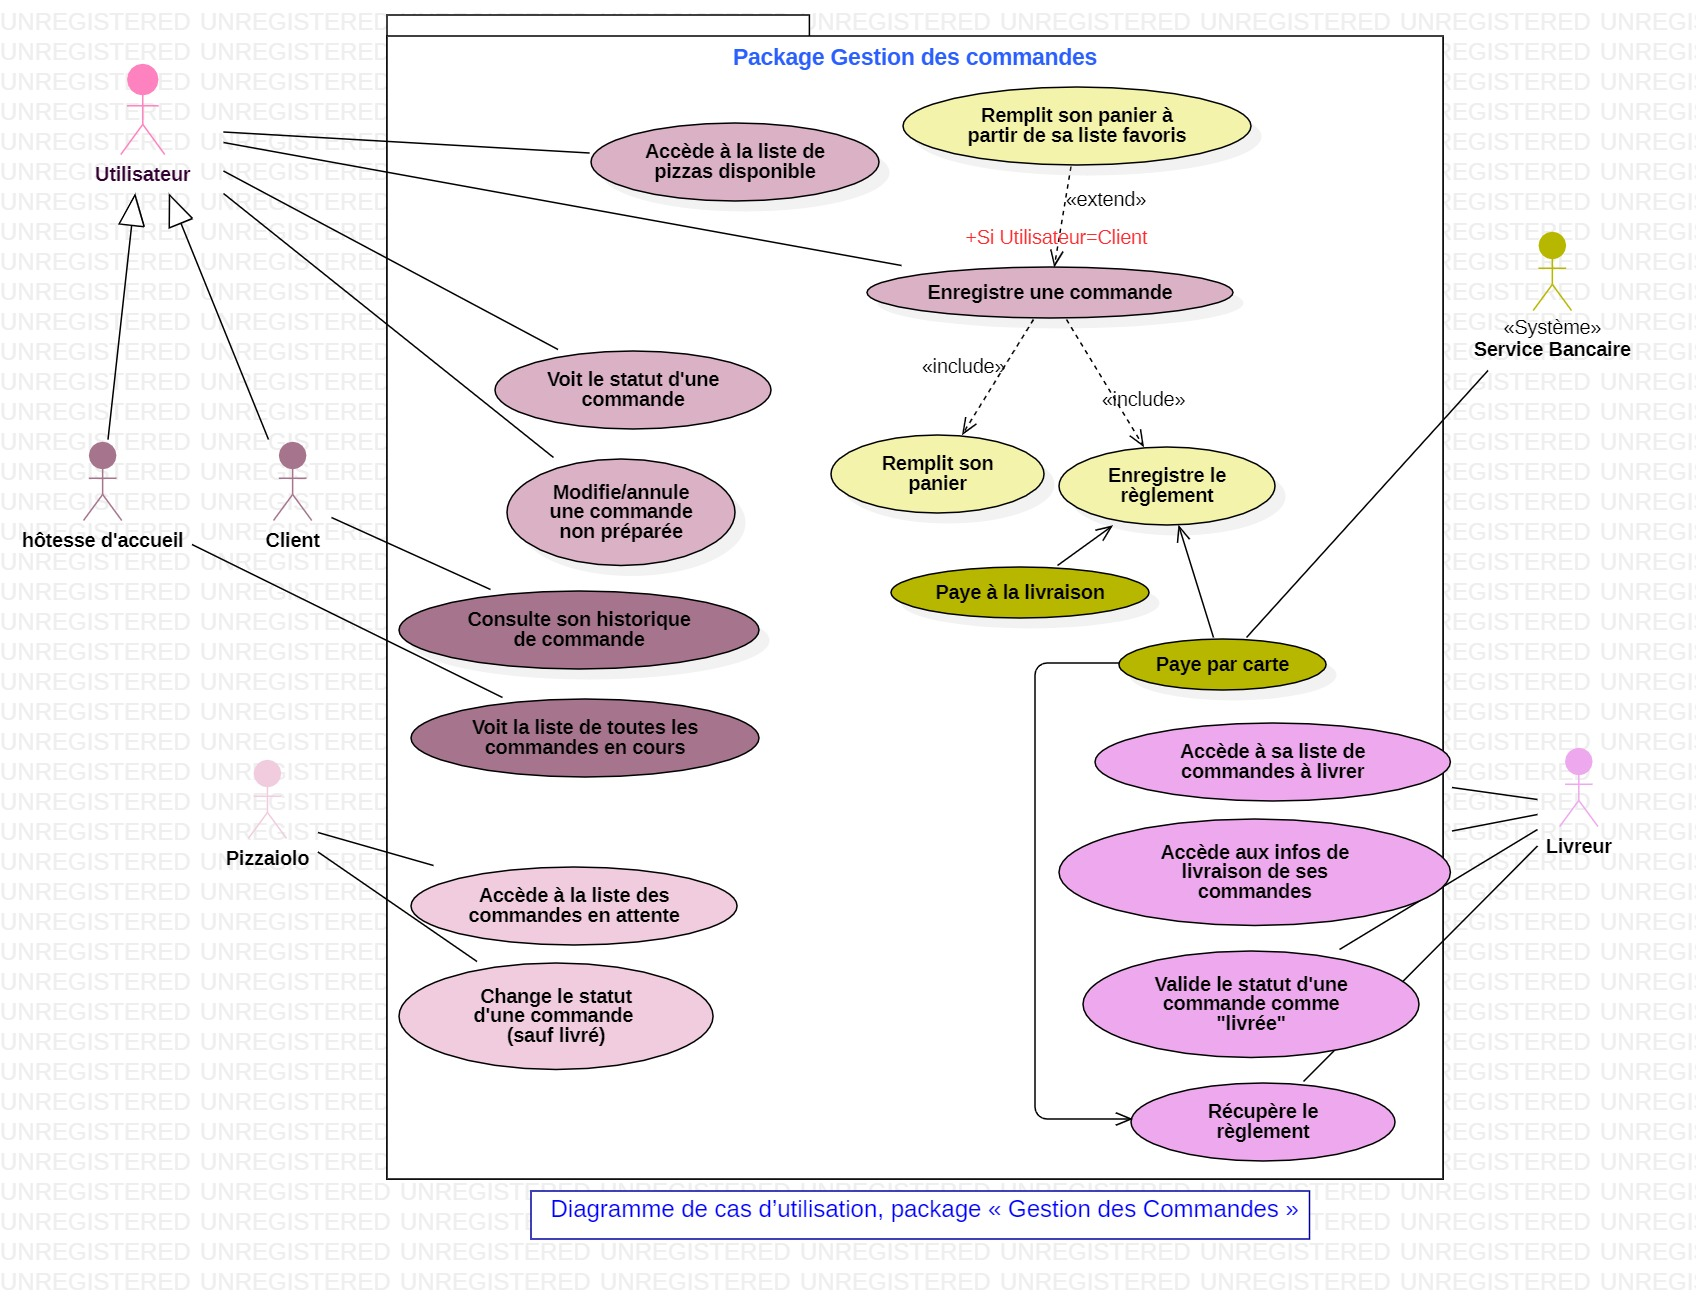 Package Gestion des commandes
Utilisateur
Accède à la liste de
pizzas disponible
Remplit son panier à
partir de sa liste favoris
«extend»
+Si Utilisateur=Client
Enregistre une commande
«Système»
Service Bancaire
«include»
«include»
Voit le statut d'une
commande
Remplit son
panier
Enregistre le
règlement
Modifie/annule
une commande
non préparée
hôtesse d'accueil
Client
Paye à la livraison
Consulte son historique
de commande
Paye par carte
Voit la liste de toutes les
commandes en cours
Accède à sa liste de
commandes à livrer
Pizzaiolo
Livreur
Accède aux infos de
livraison de ses
commandes
Accède à la liste des
commandes en attente
Change le statut
d'une commande
(sauf livré)
Valide le statut d'une
commande comme
"livrée"
Récupère le
règlement
Diagramme de cas d’utilisation, package « Gestion des Commandes »
UNREGISTERED